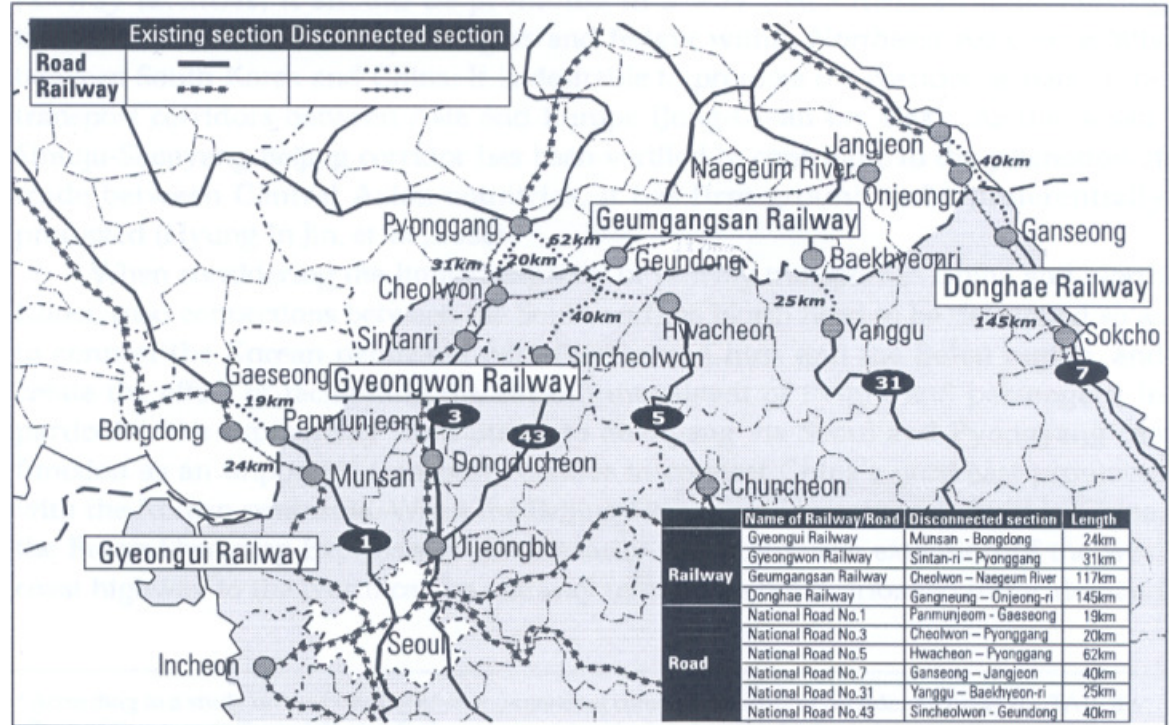 Existing section Disconnected section
Road
Railway
Jangjeon
40km
Naegeum River
Onjeongri
Pyonggang
Geumgangsan Railway
Ganseong
62km
31km
20km
Geundong
Baekhyeonri
Cheolwon
Donghae Railway
25km
40km
Hwacheon
145km
Sintanri
Yanggu
Sokcho
Sincheolwon
Gaeseong
Gyeongwon Railway
31
7
19km
Panmunjeom
3
5
Bongdong
43
24km
Dongducheon
Munsan
Chuncheon
Gyeongui Railway
1
Uijeongbu
Seoul
Incheon
Name of Railway/Road Disconnected section Length
Railway
Gyeongui Railway Munsan - Bongdong 24km
Gyeongwon Railway Sintan-ri – Pyonggang 31km
Geumgangsan Railway Cheolwon – Naegeum River 117km
Donghae Railway Gangneung – Onjeong-ri 145km
Road
National Road No.1 Panmunjeom - Gaeseong 19km
National Road No.3 Cheolwon – Pyonggang 20km
National Road No.5 Hwacheon – Pyonggang 62km
National Road No.7 Ganseong – Jangjeon 40km
National Road No.31 Yanggu – Baekhyeon-ri 25km
National Road No.43 Sincheolwon - Geundong 40km